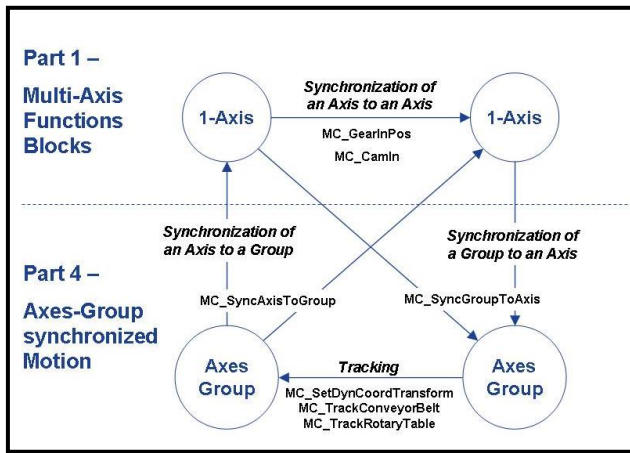 Part 1 –
Multi-Axis
Functions
Blocks
Synchronization of
an Axis to an Axis
1-Axis
1-Axis
MC_GearInPos
MC_CamIn
Synchronization of
an Axis to a Group
Synchronization of
a Group to an Axis
Part 4 –
Axes-Group
synchronized
Motion
MC_SyncAxisToGroup
MC_SyncGroupToAxis
Axes
Group
Tracking
MC_SetDynCoordTransform
MC_TrackConveyorBelt
MC_TrackRotaryTable
Axes
Group